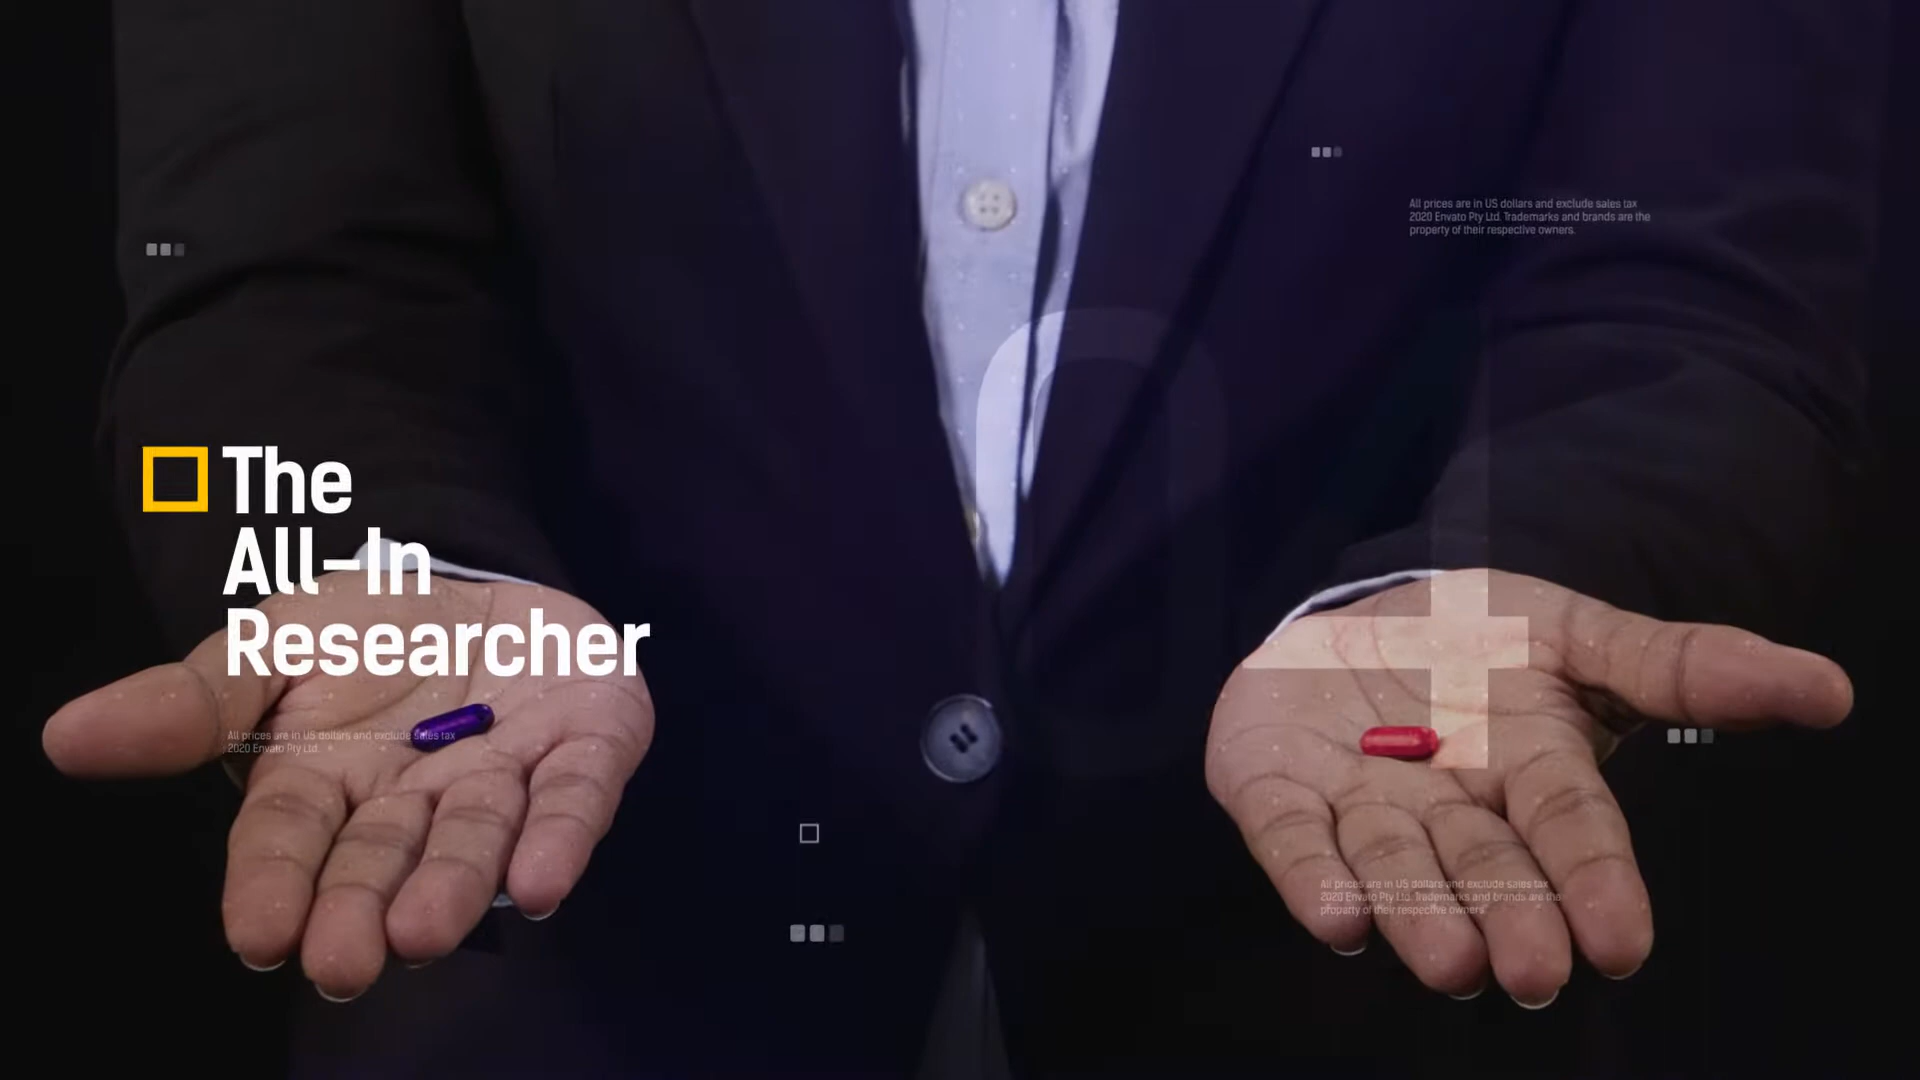 All prices are in US dollars and exclude sales tax
2020 Envato Pty Ltd. Trademarks and brands are the
property of their respective owners.
The
All-In
Researcher
04
All prices are in US dollars and exclude sales tax
2020 Envato Pty Ltd.
All prices are in US dollars and exclude sales tax
2020 Envato Pty Ltd. Trademarks and brands are the
property of their respective owners.